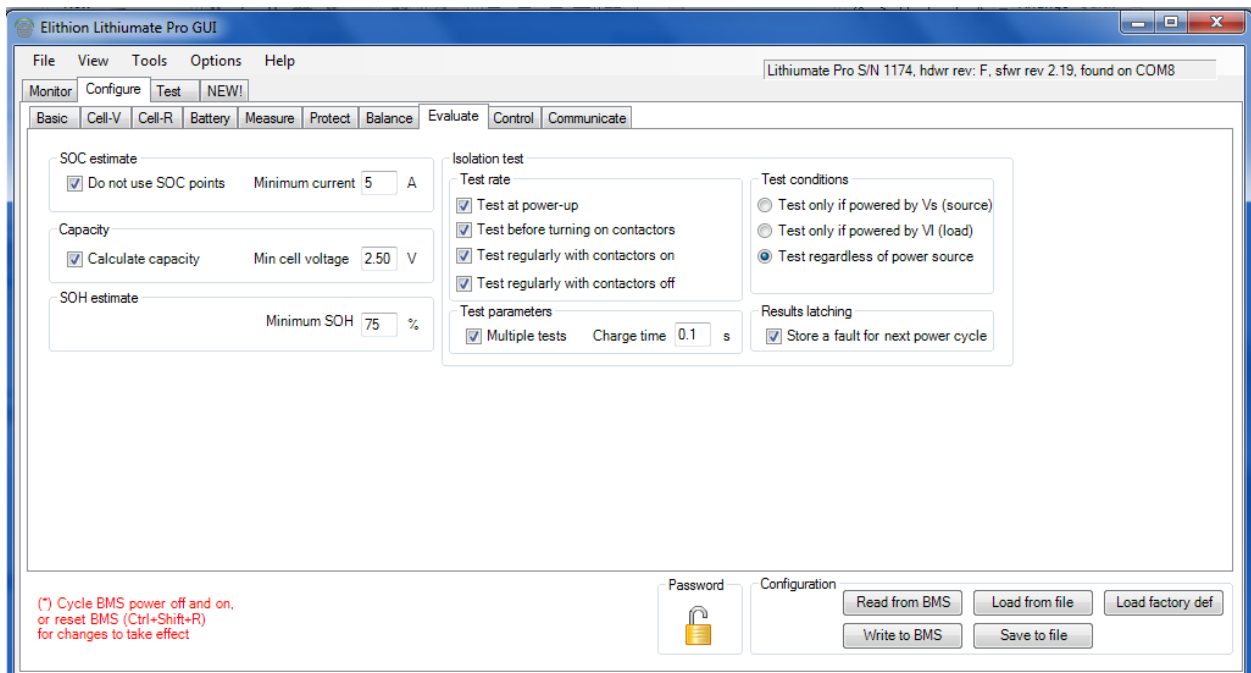 Elithion Lithiumate Pro GUI
File View Tools Options Help
Lithiumate Pro S/N 1174, hdwr rev: F, sfwr rev 2.19, found on COM8
Monitor Configure Test NEW!
Basic Cell-V Cell-R Battery Measure Protect Balance Evaluate Control Communicate
SOC estimate
Do not use SOC points Minimum current 5 A
Capacity
Calculate capacity Min cell voltage 2.50 V
SOH estimate
Minimum SOH 75 %
Isolation test
Test rate
Test at power-up
Test before turning on contactors
Test regularly with contactors on
Test regularly with contactors off
Test conditions
Test only if powered by Vs (source)
Test only if powered by Vl (load)
Test regardless of power source
Test parameters
Multiple tests Charge time 0.1 s
Results latching
Store a fault for next power cycle
(*) Cycle BMS power off and on,
or reset BMS (Ctrl+Shift+R)
for changes to take effect
Password
Configuration
Read from BMS Load from file Load factory def
Write to BMS Save to file